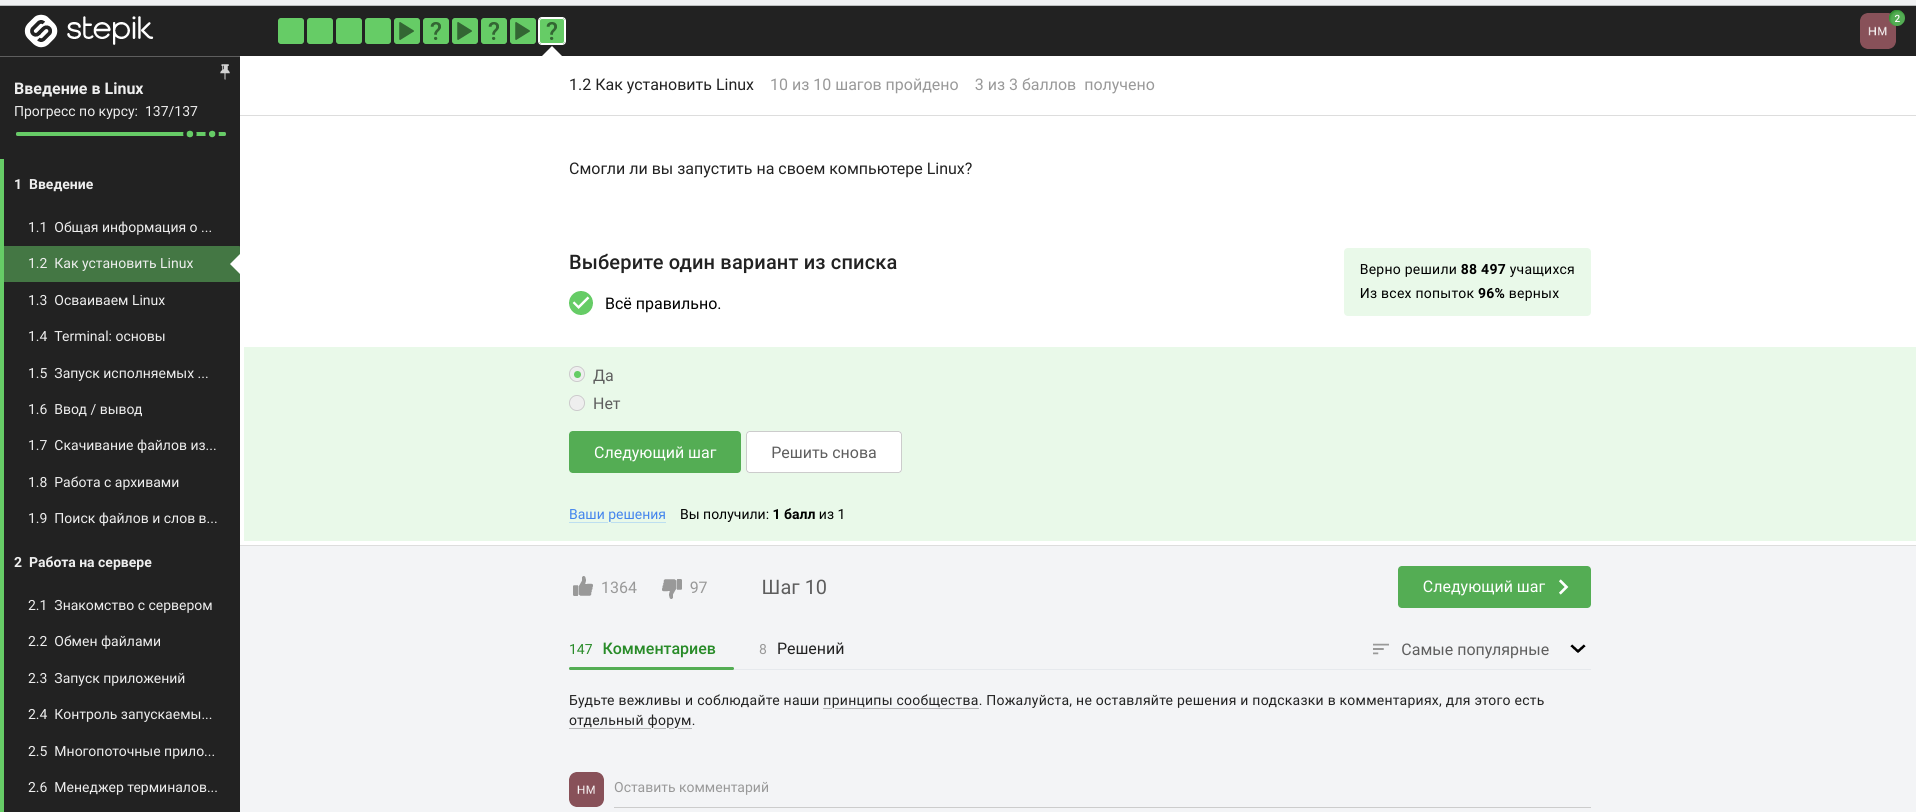 stepik
? ? ?
НМ
2
Введение в Linux
Прогресс по курсу: 137/137
1 Введение
1.1 Общая информация о ...
1.2 Как установить Linux
1.3 Осваиваем Linux
1.4 Terminal: основы
1.5 Запуск исполняемых ...
1.6 Ввод / вывод
1.7 Скачивание файлов из...
1.8 Работа с архивами
1.9 Поиск файлов и слов в...
2 Работа на сервере
2.1 Знакомство с сервером
2.2 Обмен файлами
2.3 Запуск приложений
2.4 Контроль запускаемы...
2.5 Многопоточные прило...
2.6 Менеджер терминалов...
1.2 Как установить Linux 10 из 10 шагов пройдено 3 из 3 баллов получено
Смогли ли вы запустить на своем компьютере Linux?
Выберите один вариант из списка
Всё правильно.
Верно решили 88 497 учащихся
Из всех попыток 96% верных
Да
Нет
Следующий шаг Решить снова
Ваши решения Вы получили: 1 балл из 1
1364 97 Шаг 10 Следующий шаг
147 Комментариев 8 Решений Самые популярные
Будьте вежливы и соблюдайте наши принципы сообщества. Пожалуйста, не оставляйте решения и подсказки в комментариях, для этого есть
отдельный форум.
НМ Оставить комментарий